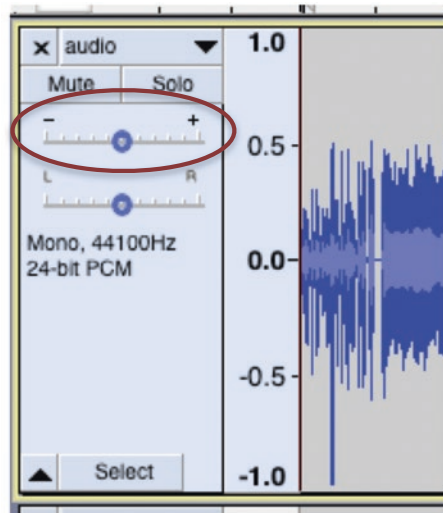 × audio
Mute Solo
- +
L R
Mono, 44100Hz
24-bit PCM
Select
1.0
0.5
0.0
-0.5
-1.0